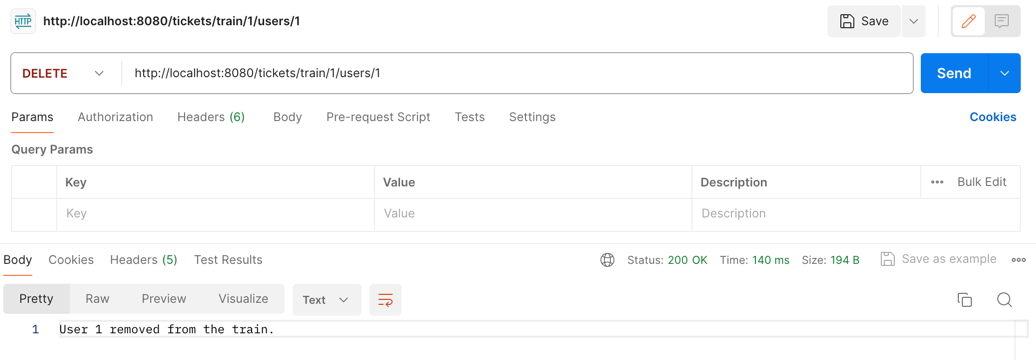 HTTP http://localhost:8080/tickets/train/1/users/1 Save
DELETE http://localhost:8080/tickets/train/1/users/1 Send
Params Authorization Headers (6) Body Pre-request Script Tests Settings Cookies
Query Params
Key Value Description ••• Bulk Edit
Key Value Description
Body Cookies Headers (5) Test Results Status: 200 OK Time: 140 ms Size: 194 B Save as example
Pretty Raw Preview Visualize Text
1 User 1 removed from the train.